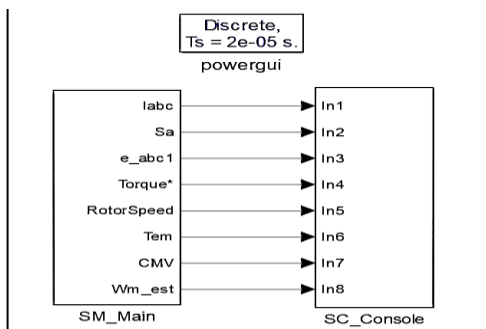 Discrete,
Ts = 2e-05 s.
powergui
Iabc
In1
Sa
In2
e_abc1
In3
Torque*
In4
RotorSpeed
In5
Tem
In6
CMV
In7
Wm_est
In8
SM_Main
SC_Console